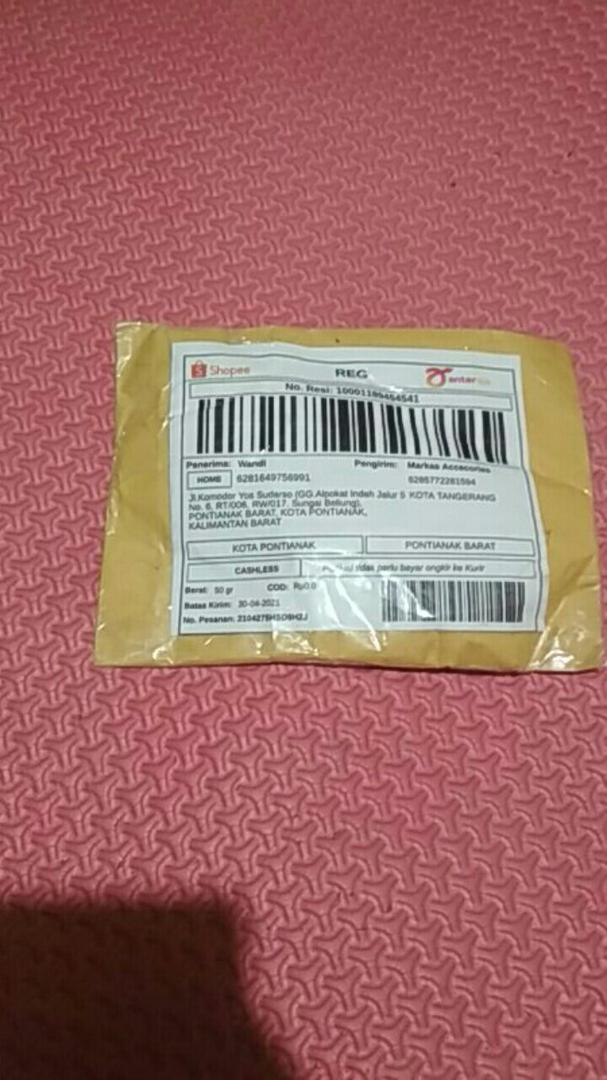 Shopee
REG
anteraja
No. Resi: 10001189464541
Penerima: Wandi
Pengirim: Markas Accecories
HOME
6281649756991
6285772281594
Jl.Komodor Yos Sudarso (GG.Alpokat Indah Jalur 5
KOTA TANGERANG
No. 6, RT/006, RW/017, Sungai Beliung),
PONTIANAK BARAT, KOTA PONTIANAK,
KALIMANTAN BARAT
KOTA PONTIANAK
PONTIANAK BARAT
CASHLESS
tidak perlu bayar ongkir ke Kurir
Berat: 50 gr
COD: Rp0.0
Batas Kirim: 30-04-2021
No. Pesanan: